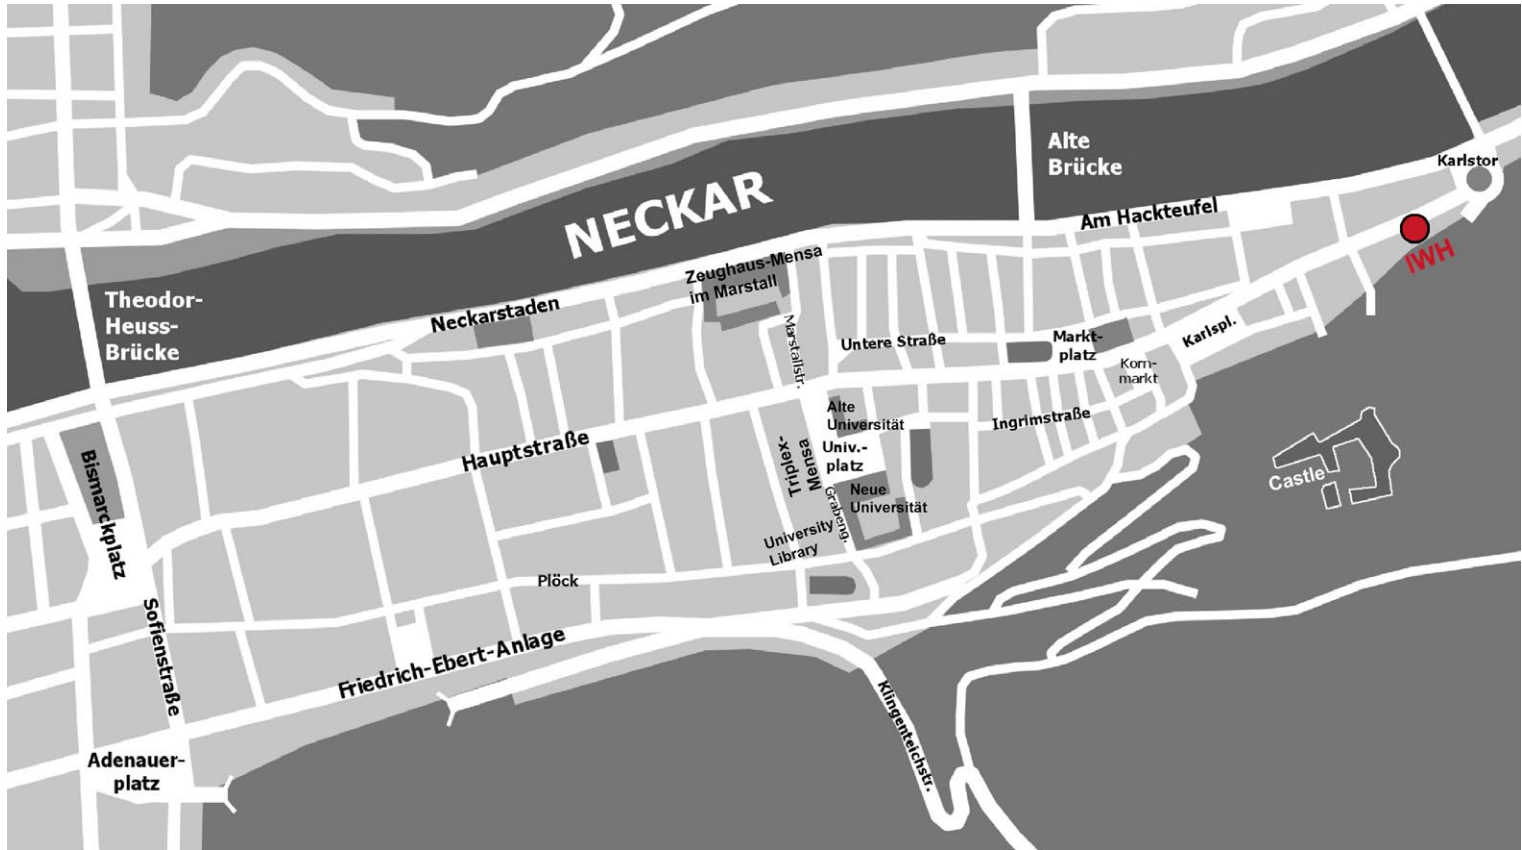 Alte
Brücke
Karlstor
NECKAR
Am Hackteufel
IWH
Zeughaus-Mensa
im Marstall
Theodor-
Heuss-
Brücke
Neckarstaden
Marstallstr.
Untere Straße
Markt-
platz
Karlspl.
Korn-
markt
Alte
Universität
Ingrimstraße
Hauptstraße
Triplex-
Mensa
Univ.-
platz
Castle
Bismarckplatz
Neue
Universität
Grabeng.
University
Library
Plöck
Sofienstraße
Friedrich-Ebert-Anlage
Klingenteichstr.
Adenauer-
platz